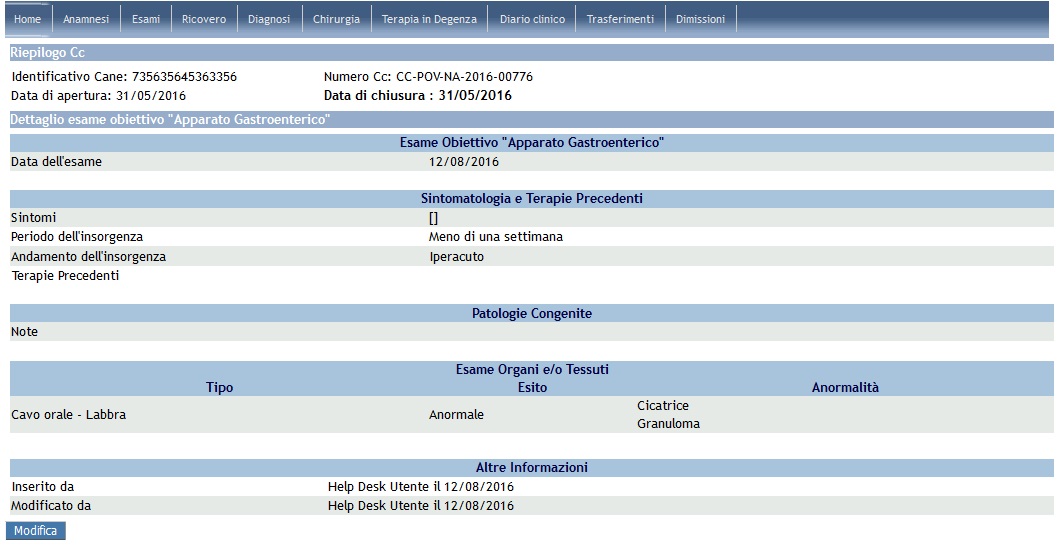 Home Anamnesi Esami Ricovero Diagnosi Chirurgia Terapia in Degenza Diario clinico Trasferimenti Dimissioni
Riepilogo Cc
Identificativo Cane: 735635645363356 Numero Cc: CC-POV-NA-2016-00776
Data di apertura: 31/05/2016 Data di chiusura : 31/05/2016
Dettaglio esame obiettivo "Apparato Gastroenterico"
Esame Obiettivo "Apparato Gastroenterico"
Data dell'esame 12/08/2016
Sintomatologia e Terapie Precedenti
Sintomi []
Periodo dell'insorgenza Meno di una settimana
Andamento dell'insorgenza Iperacuto
Terapie Precedenti
Patologie Congenite
Note
Esame Organi e/o Tessuti
Tipo Esito Anormalità
Cavo orale - Labbra Anormale Cicatrice
Granuloma
Altre Informazioni
Inserito da Help Desk Utente il 12/08/2016
Modificato da Help Desk Utente il 12/08/2016
Modifica